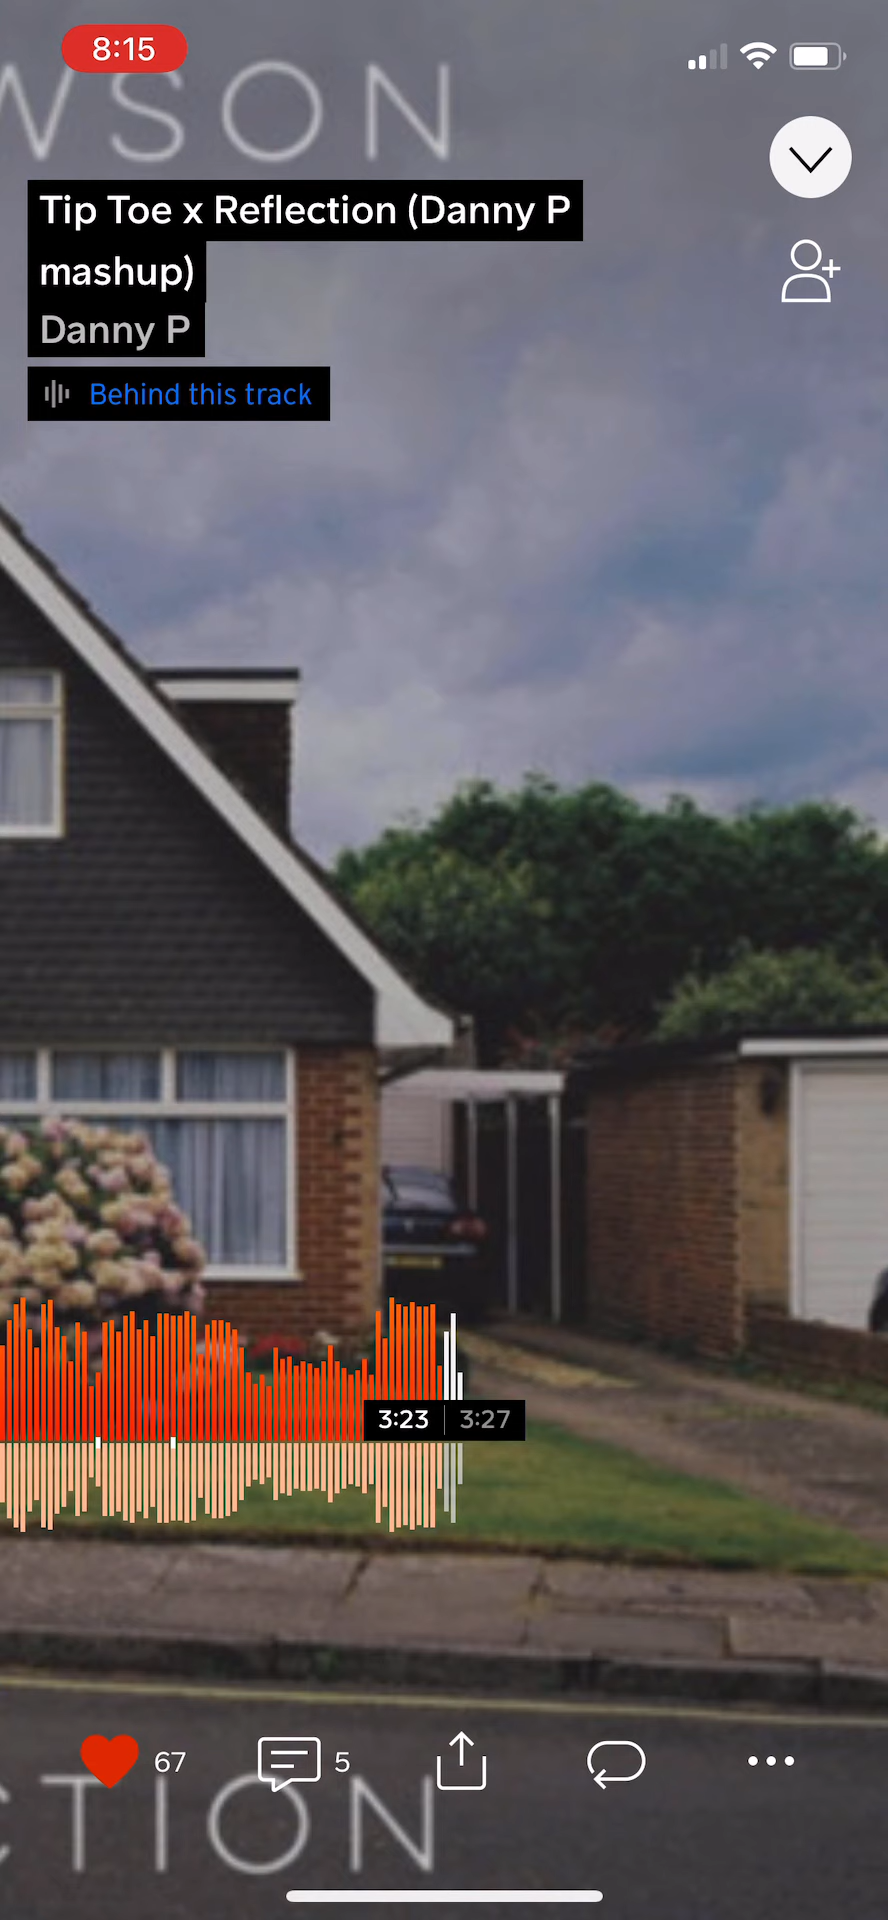 8:15
WSON
Tip Toe x Reflection (Danny P
mashup)
Danny P
Behind this track
3:23 3:27
67 5
CTION